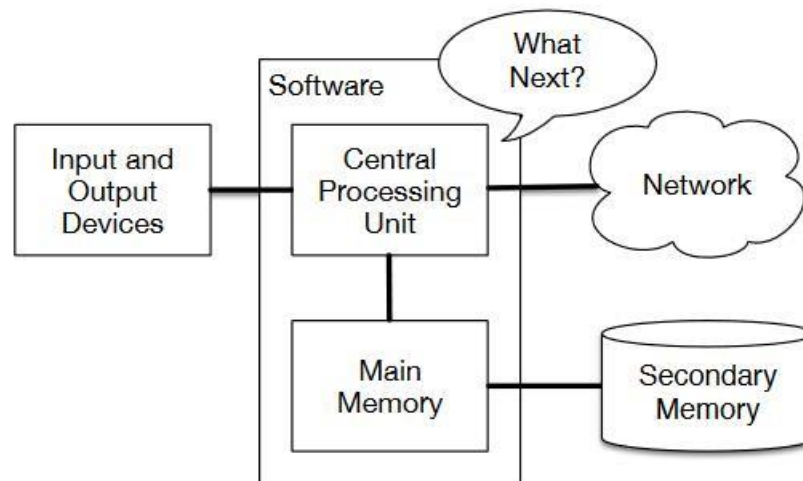 What
Next?
Software
Input and
Output
Devices
Central
Processing
Unit
Network
Main
Memory
Secondary
Memory